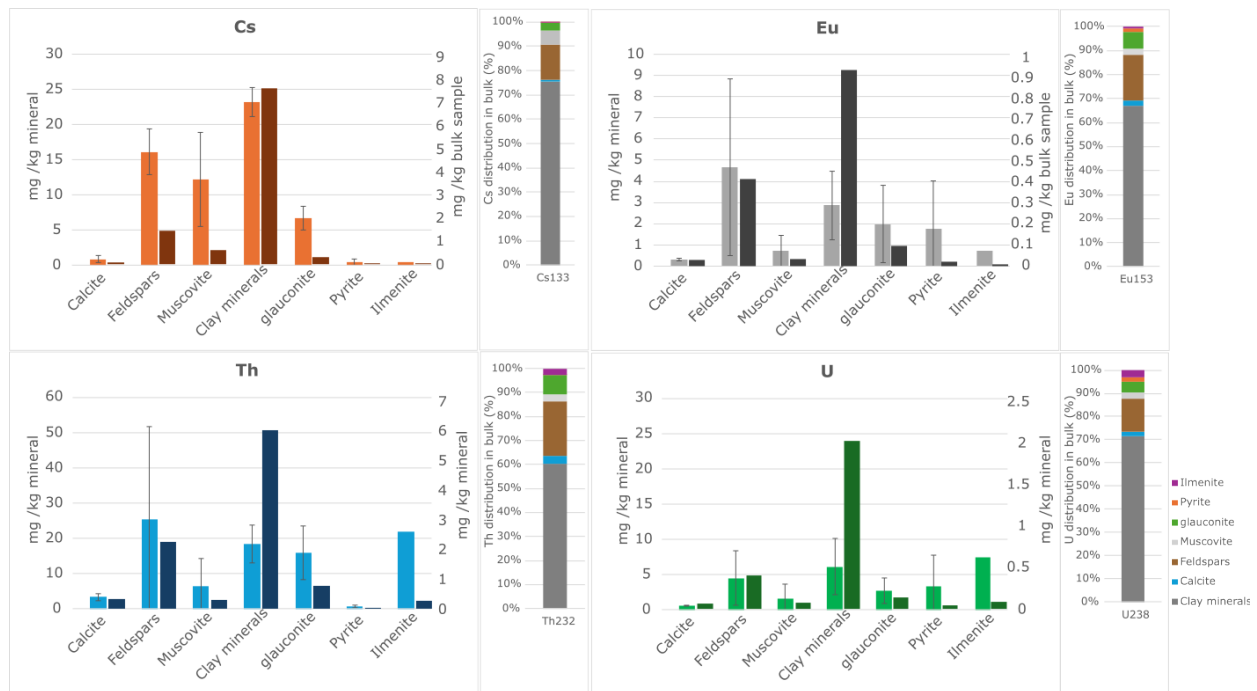 Cs
mg /kg mineral
30
25
20
15
10
5
0
9
8
7
6
5
4
3
2
1
0
mg /kg bulk sample
Calcite
Feldspars
Muscovite
Clay minerals
glauconite
Pyrite
Ilmenite
Cs distribution in bulk (%)
100%
90%
80%
70%
60%
50%
40%
30%
20%
10%
0%
Cs133
Eu
mg /kg mineral
10
9
8
7
6
5
4
3
2
1
0
1
0.9
0.8
0.7
0.6
0.5
0.4
0.3
0.2
0.1
0
mg /kg bulk sample
Calcite
Feldspars
Muscovite
Clay minerals
glauconite
Pyrite
Ilmenite
Eu distribution in bulk (%)
100%
90%
80%
70%
60%
50%
40%
30%
20%
10%
0%
Eu153
Th
mg /kg mineral
60
50
40
30
20
10
0
7
6
5
4
3
2
1
0
mg /kg mineral
Calcite
Feldspars
Muscovite
Clay minerals
glauconite
Pyrite
Ilmenite
Th distribution in bulk (%)
100%
90%
80%
70%
60%
50%
40%
30%
20%
10%
0%
Th232
U
mg /kg mineral
30
25
20
15
10
5
0
2.5
2
1.5
1
0.5
0
mg /kg mineral
Calcite
Feldspars
Muscovite
Clay minerals
glauconite
Pyrite
Ilmenite
U distribution in bulk (%)
100%
90%
80%
70%
60%
50%
40%
30%
20%
10%
0%
U238
Ilmenite
Pyrite
glauconite
Muscovite
Feldspars
Calcite
Clay minerals